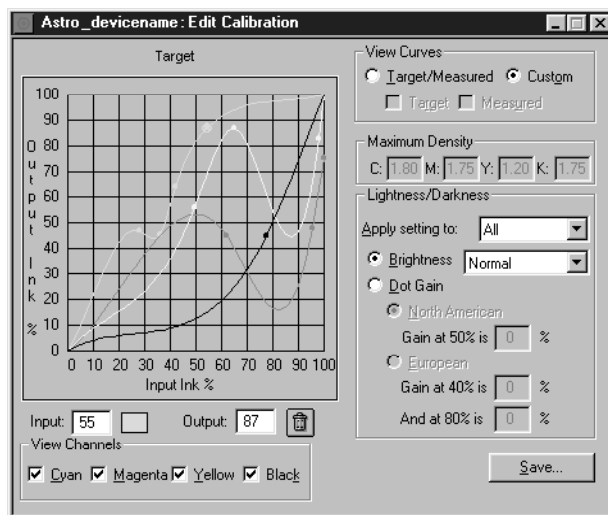 Astro_devicename: Edit Calibration
Target
Output Ink %
100
90
80
70
60
50
40
30
20
10
0
0 10 20 30 40 50 60 70 80 90 100
Input Ink %
Input: 55 Output: 87
View Channels
Cyan Magenta Yellow Black
View Curves
Target/Measured Custom
Target Measured
Maximum Density
C: 1.80 M: 1.75 Y: 1.20 K: 1.75
Lightness/Darkness
Apply setting to: All
Brightness Normal
Dot Gain
North American
Gain at 50% is 0 %
European
Gain at 40% is 0 %
And at 80% is 0 %
Save...